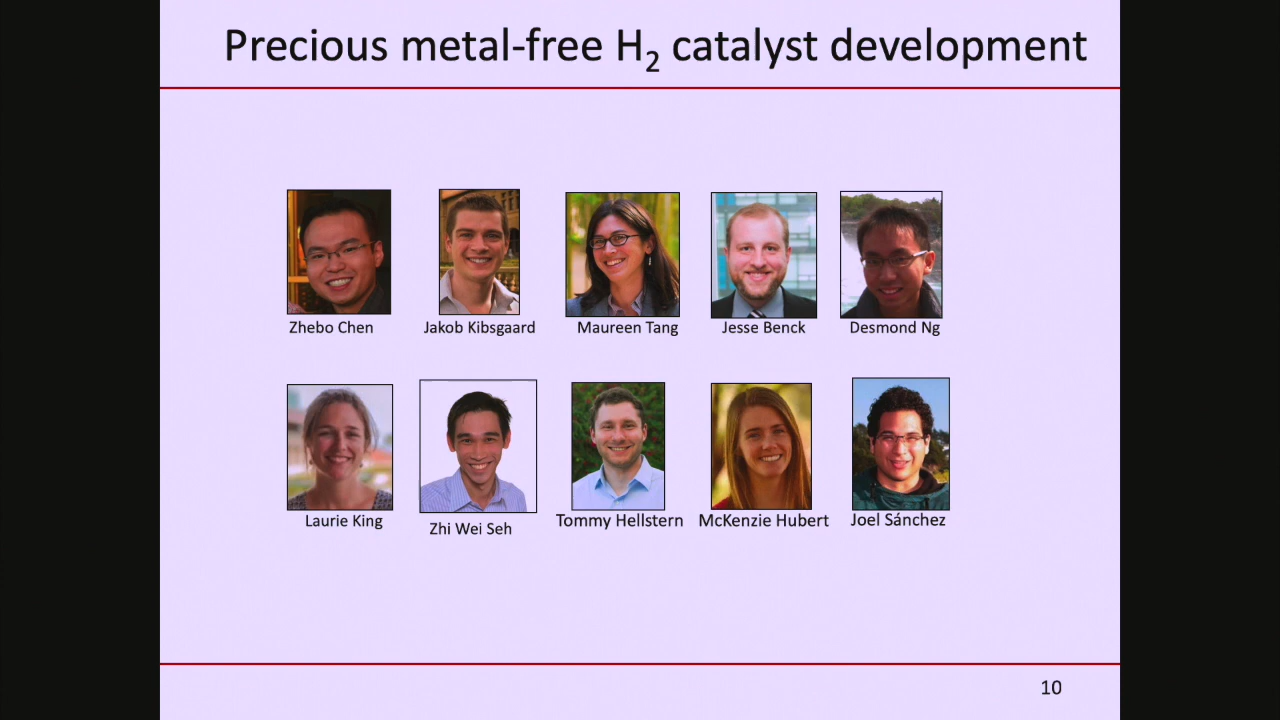 Precious metal-free H₂ catalyst development
Zhebo Chen
Jakob Kibsgaard
Maureen Tang
Jesse Benck
Desmond Ng
Laurie King
Zhi Wei Seh
Tommy Hellstern
McKenzie Hubert
Joel Sánchez
10